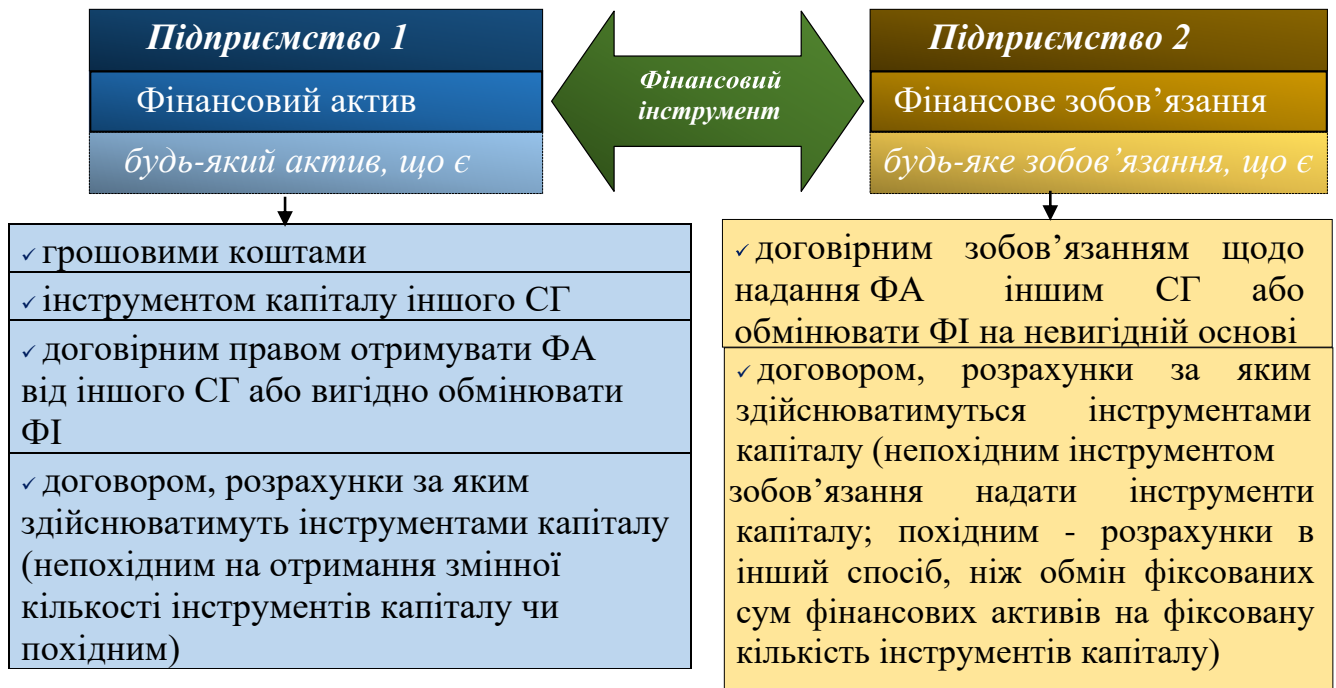 Підприємство 1
Фінансовий актив
будь-який актив, що є
Фінансовий
інструмент
Підприємство 2
Фінансове зобов’язання
будь-яке зобов’язання, що є
✓ грошовими коштами
✓ інструментом капіталу іншого СГ
✓ договірним правом отримувати ФА
від іншого СГ або вигідно обмінювати
ФІ
✓ договором, розрахунки за яким
здійснюватимуть інструментами капіталу
(непохідним на отримання змінної
кількості інструментів капіталу чи
похідним)
✓ договірним зобов’язанням щодо
надання ФА іншим СГ або
обмінювати ФІ на невигідній основі
✓ договором, розрахунки за яким
здійснюватимуться інструментами
капіталу (непохідним інструментом
зобов’язання надати інструменти
капіталу; похідним - розрахунки в
інший спосіб, ніж обмін фіксованих
сум фінансових активів на фіксовану
кількість інструментів капіталу)